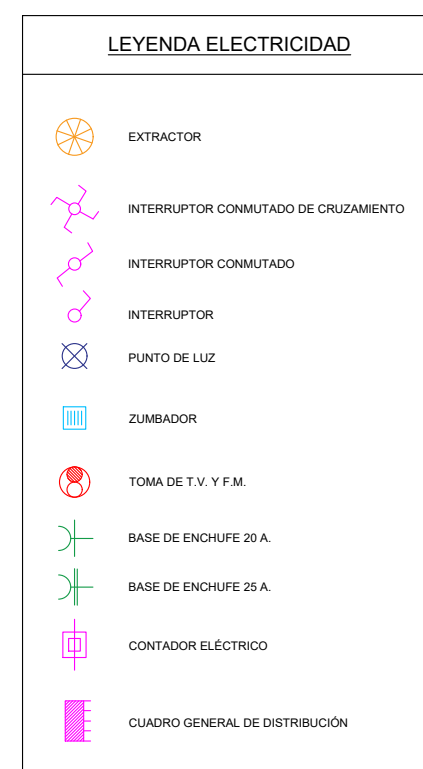 LEYENDA ELECTRICIDAD
EXTRACTOR
INTERRUPTOR CONMUTADO DE CRUZAMIENTO
INTERRUPTOR CONMUTADO
INTERRUPTOR
PUNTO DE LUZ
ZUMBADOR
TOMA DE T.V. Y F.M.
BASE DE ENCHUFE 20 A.
BASE DE ENCHUFE 25 A.
CONTADOR ELÉCTRICO
CUADRO GENERAL DE DISTRIBUCIÓN